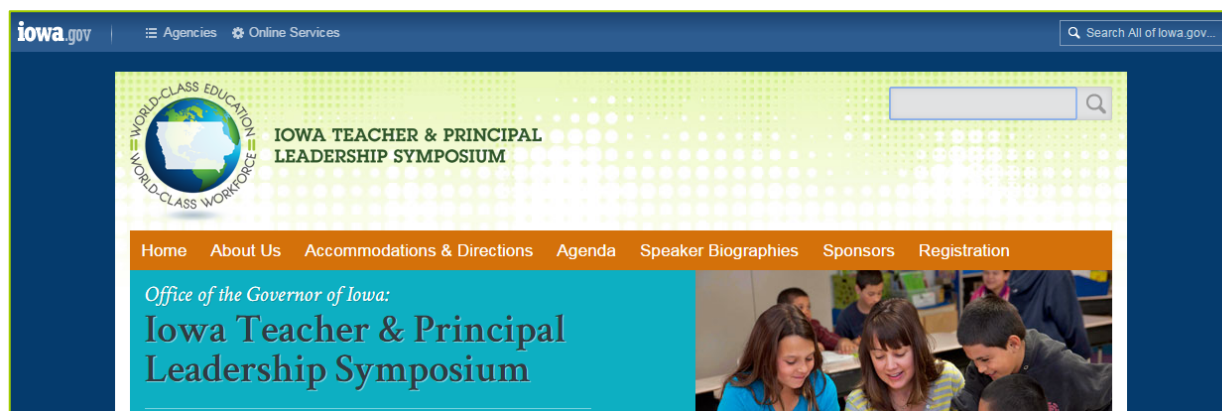 iowa.gov
Agencies Online Services
Search All of Iowa.gov...
WORLD-CLASS EDUCATION
WORLD-CLASS WORKFORCE
IOWA TEACHER & PRINCIPAL
LEADERSHIP SYMPOSIUM
Home About Us Accommodations & Directions Agenda Speaker Biographies Sponsors Registration
Office of the Governor of Iowa:
Iowa Teacher & Principal
Leadership Symposium